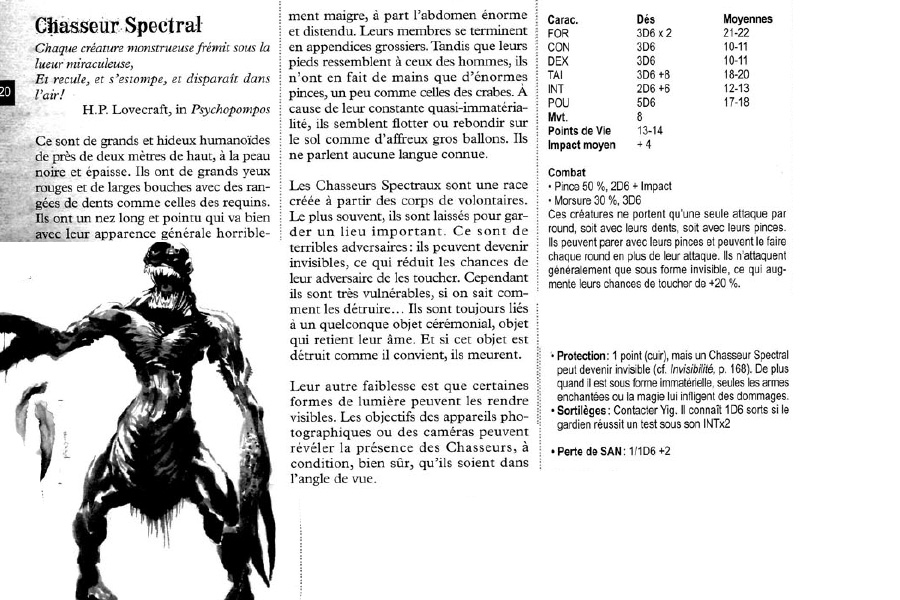 Chasseur Spectral
Chaque créature monstrueuse frémit sous la
lueur miraculeuse,
Et recule, et s'estompe, et disparaît dans
l'air!
H.P. Lovecraft, in Psychopompos
20
Ce sont de grands et hideux humanoïdes
de près de deux mètres de haut, à la peau
noire et épaisse. Ils ont de grands yeux
rouges et de larges bouches avec des ran-
gées de dents comme celles des requins.
Ils ont un nez long et pointu qui va bien
avec leur apparence générale horrible-
ment maigre, à part l'abdomen énorme
et distendu. Leurs membres se terminent
en appendices grossiers. Tandis que leurs
pieds ressemblent à ceux des hommes, ils
n'ont en fait de mains que d'énormes
pinces, un peu comme celles des crabes. À
cause de leur constante quasi-immatéria-
lité, ils semblent flotter ou rebondir sur
le sol comme d'affreux gros ballons. Ils
ne parlent aucune langue connue.
Les Chasseurs Spectraux sont une race
créée à partir des corps de volontaires.
Le plus souvent, ils sont laissés pour gar-
der un lieu important. Ce sont de
terribles adversaires : ils peuvent devenir
invisibles, ce qui réduit les chances de
leur adversaire de les toucher. Cependant
ils sont très vulnérables, si on sait com-
ment les détruire… Ils sont toujours liés
à un quelconque objet cérémonial, objet
qui retient leur âme. Et si cet objet est
détruit comme il convient, ils meurent.
Leur autre faiblesse est que certaines
formes de lumière peuvent les rendre
visibles. Les objectifs des appareils pho-
tographiques ou des caméras peuvent
révéler la présence des Chasseurs, à
condition, bien sûr, qu'ils soient dans
l'angle de vue.
Carac. Dés Moyennes
FOR 3D6 x 2 21-22
CON 3D6 10-11
DEX 3D6 10-11
TAI 3D6 +8 18-20
INT 2D6 +6 12-13
POU 5D6 17-18
Mvt. 8
Points de Vie 13-14
Impact moyen + 4
Combat
• Pince 50 %, 2D6 + Impact
• Morsure 30 %, 3D6
Ces créatures ne portent qu'une seule attaque par
round, soit avec leurs dents, soit avec leurs pinces.
Ils peuvent parer avec leurs pinces et peuvent le faire
chaque round en plus de leur attaque. Ils n'attaquent
généralement que sous forme invisible, ce qui aug-
mente leurs chances de toucher de +20 %.
• Protection : 1 point (cuir), mais un Chasseur Spectral
peut devenir invisible (cf. Invisibilité, p. 168). De plus
quand il est sous forme immatérielle, seules les armes
enchantées ou la magie lui infligent des dommages.
• Sortilèges : Contacter Yig. Il connaît 1D6 sorts si le
gardien réussit un test sous son INTx2
• Perte de SAN : 1/1D6 +2